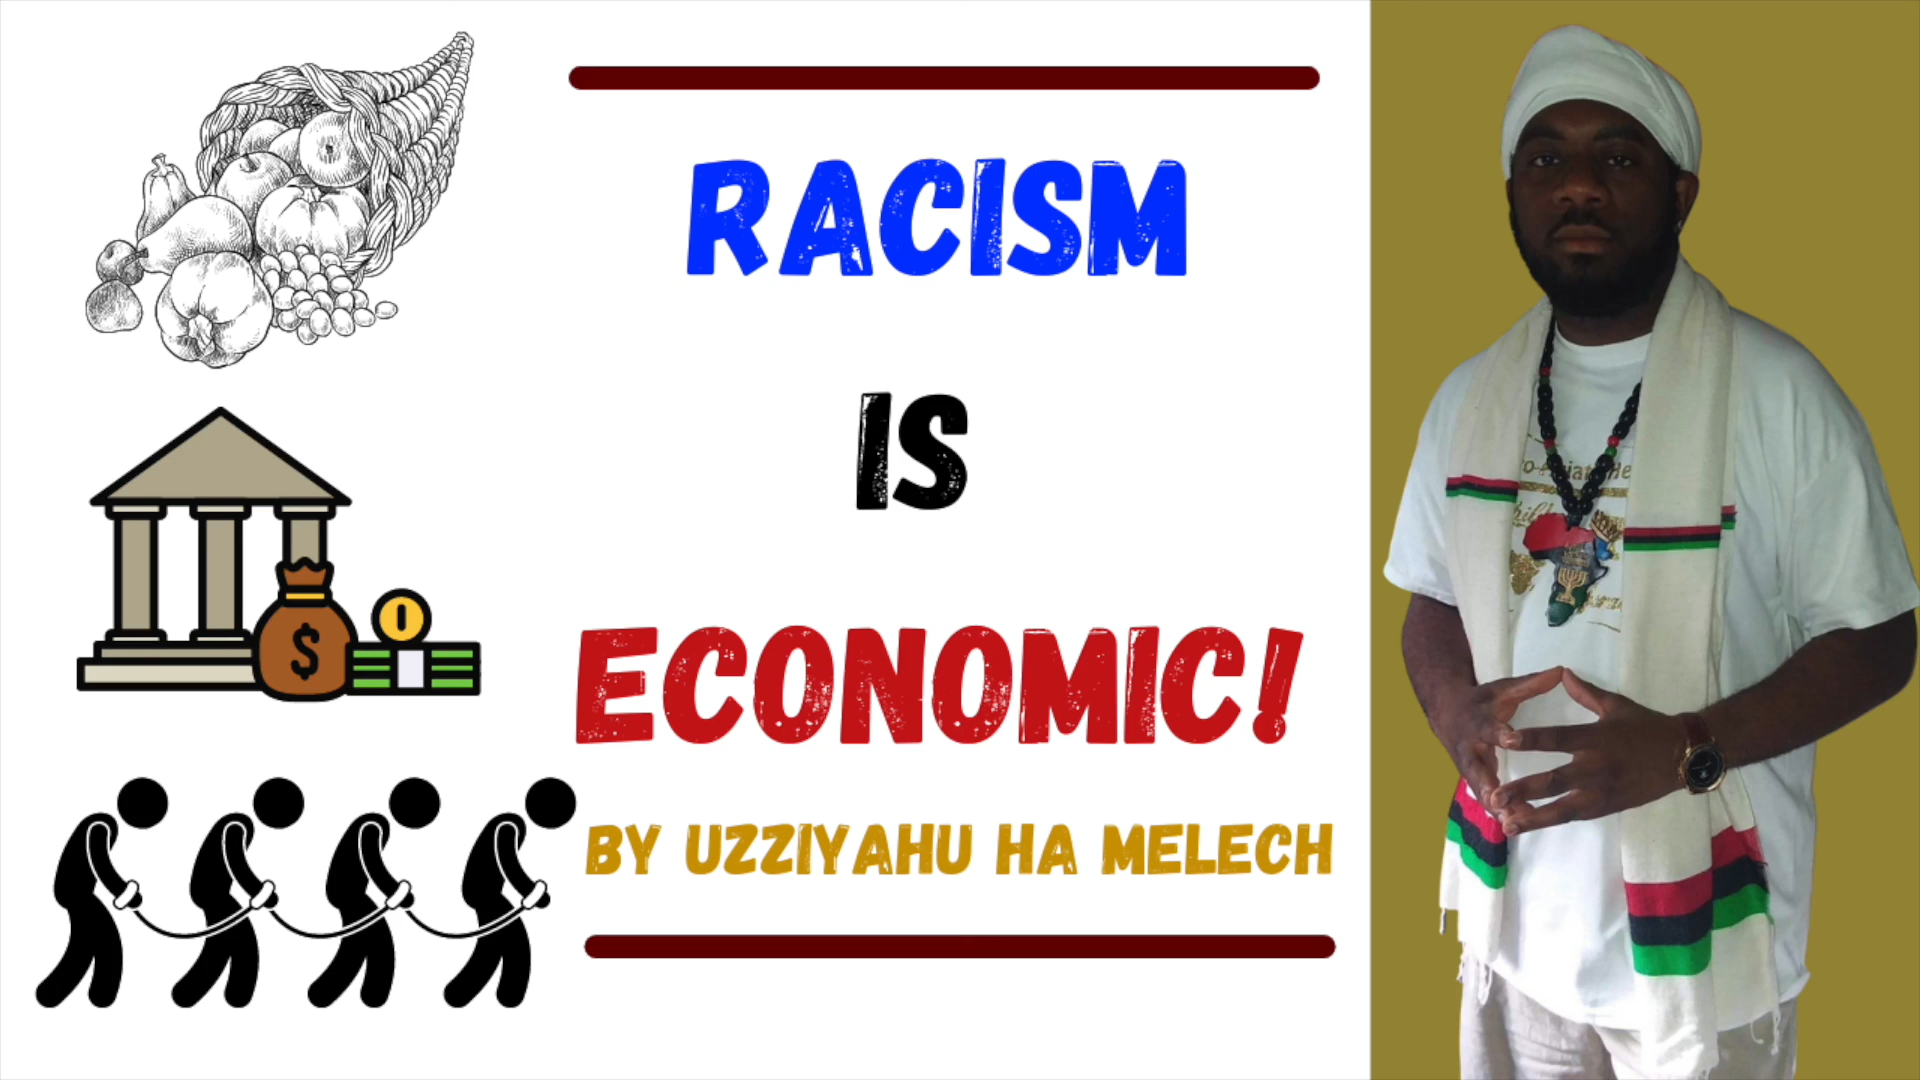 RACISM
IS
ECONOMIC!
BY UZZIYAHU HA MELECH
$